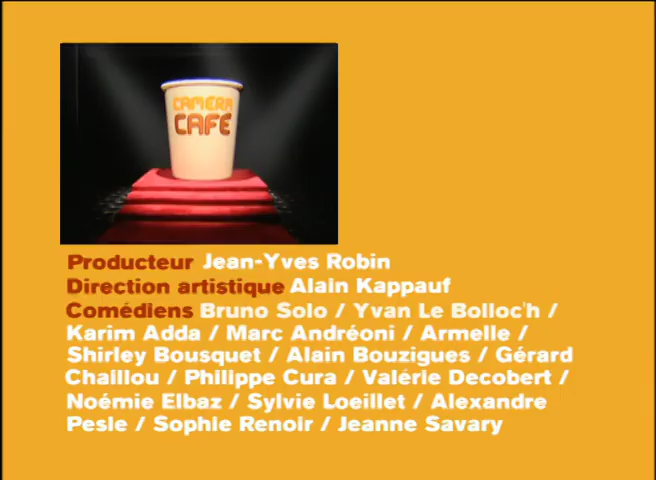 CAMERA
CAFÉ
Producteur Jean-Yves Robin
Direction artistique Alain Kappauf
Comédiens Bruno Solo / Yvan Le Bolloc'h /
Karim Adda / Marc Andréoni / Armelle /
Shirley Bousquet / Alain Bouzigues / Gérard
Chaillou / Philippe Cura / Valérie Decobert /
Noémie Elbaz / Sylvie Loeillet / Alexandre
Pesle / Sophie Renoir / Jeanne Savary